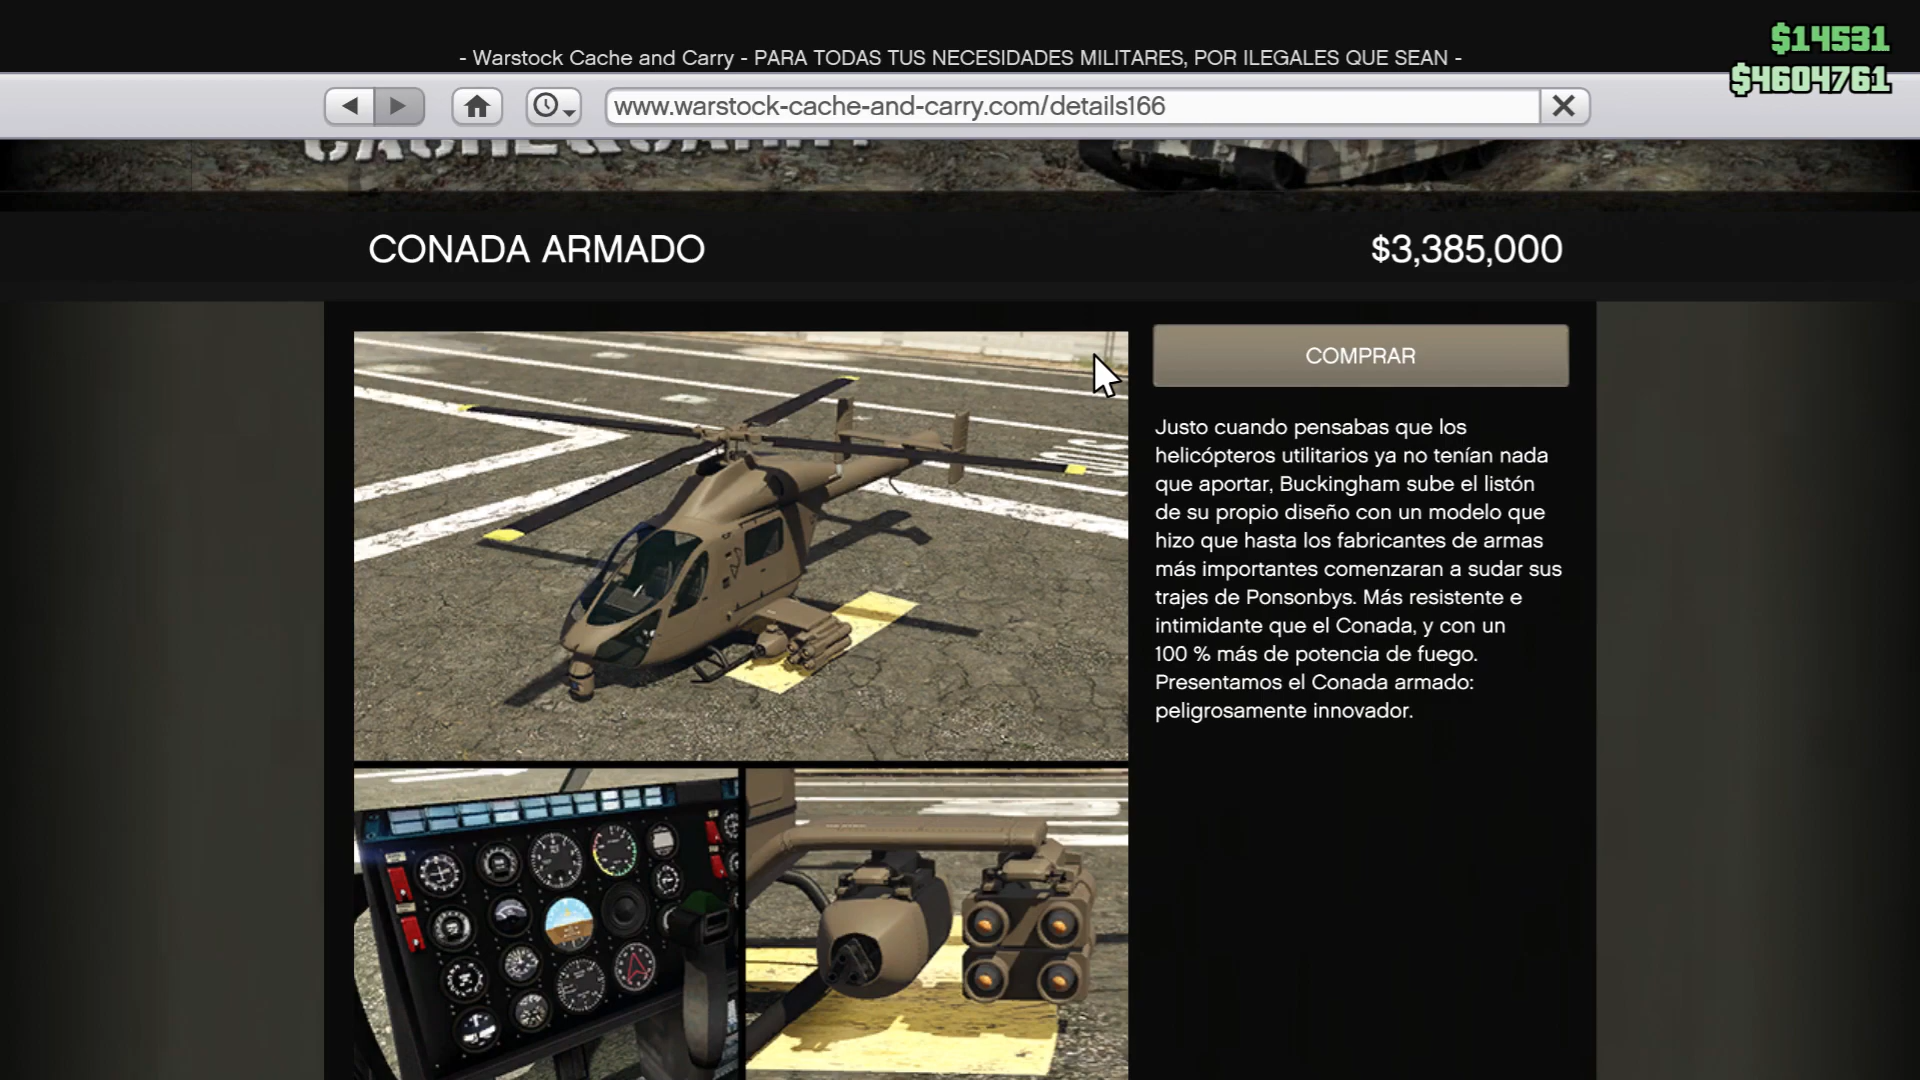 $14531
- Warstock Cache and Carry - PARA TODAS TUS NECESIDADES MILITARES, POR ILEGALES QUE SEAN -
$4604761
www.warstock-cache-and-carry.com/details166
CACHE & CARRY
CONADA ARMADO
$3,385,000
COMPRAR
Justo cuando pensabas que los
helicópteros utilitarios ya no tenían nada
que aportar, Buckingham sube el listón
de su propio diseño con un modelo que
hizo que hasta los fabricantes de armas
más importantes comenzaran a sudar sus
trajes de Ponsonbys. Más resistente e
intimidante que el Conada, y con un
100 % más de potencia de fuego.
Presentamos el Conada armado:
peligrosamente innovador.